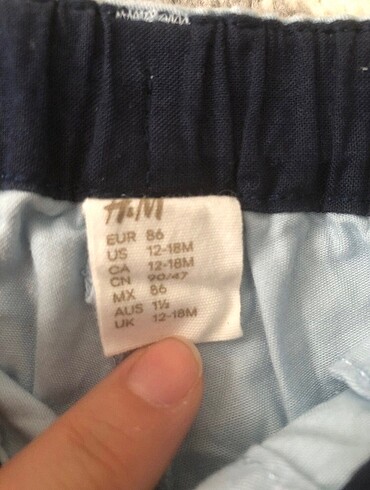 H&M
EUR 86
US 12-18M
CA 12-18M
CN 90/47
MX 86
AUS 1½
UK 12-18M